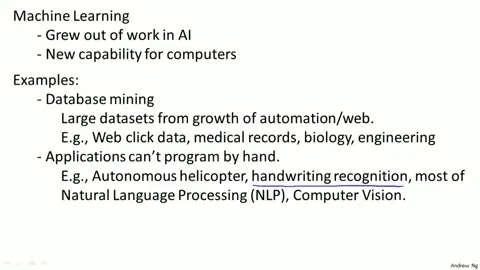 Machine Learning
- Grew out of work in AI
- New capability for computers
Examples:
- Database mining
Large datasets from growth of automation/web.
E.g., Web click data, medical records, biology, engineering
- Applications can't program by hand.
E.g., Autonomous helicopter, handwriting recognition, most of
Natural Language Processing (NLP), Computer Vision.
Andrew Ng